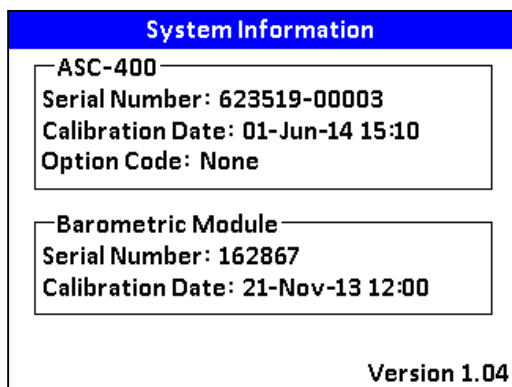 System Information
ASC-400
Serial Number: 623519-00003
Calibration Date: 01-Jun-14 15:10
Option Code: None
Barometric Module
Serial Number: 162867
Calibration Date: 21-Nov-13 12:00
Version 1.04